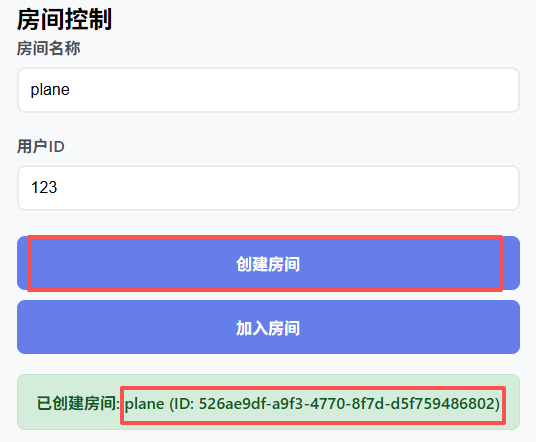 房间控制
房间名称
plane
用户ID
123
创建房间
加入房间
已创建房间: plane (ID: 526ae9df-a9f3-4770-8f7d-d5f759486802)